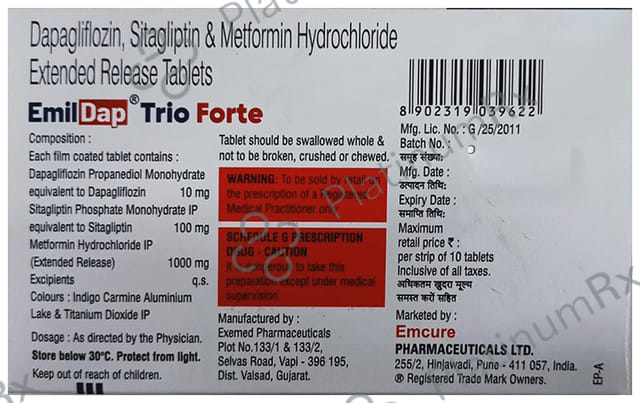 Dapagliflozin, Sitagliptin & Metformin Hydrochloride
Extended Release Tablets
EmilDap® Trio Forte
Composition :
Each film coated tablet contains :
Dapagliflozin Propanediol Monohydrate
equivalent to Dapagliflozin 10 mg
Sitagliptin Phosphate Monohydrate IP
equivalent to Sitagliptin 100 mg
Metformin Hydrochloride IP
(Extended Release) 1000 mg
Excipients q.s.
Colours : Indigo Carmine Aluminium
Lake & Titanium Dioxide IP
Dosage : As directed by the Physician.
Store below 30°C. Protect from light.
Keep out of reach of children.
Tablet should be swallowed whole &
not to be broken, crushed or chewed.
WARNING: To be sold by retail on
the prescription of a Registered
Medical Practitioner only.
SCHEDULE G PRESCRIPTION
DRUG - CAUTION
It is dangerous to take this
preparation except under medical
supervision.
Manufactured by :
Exemed Pharmaceuticals
Plot No.133/1 & 133/2,
Selvas Road, Vapi - 396 195,
Dist. Valsad, Gujarat.
8 902319 039622
Mfg. Lic. No. : G /25/2011
Batch No. :
समूह संख्या:
Mfg. Date :
उत्पादन तिथि:
Expiry Date :
समाप्ति तिथि:
Maximum
retail price ₹ :
per strip of 10 tablets
Inclusive of all taxes.
अधिकतम खुदरा मूल्य
समस्त करों सहित
Marketed by :
Emcure
PHARMACEUTICALS LTD.
255/2, Hinjawadi, Pune - 411 057, India.
® Registered Trade Mark Owners.
EP-A
PlatinumRx
PlatinumRx
PlatinumRx